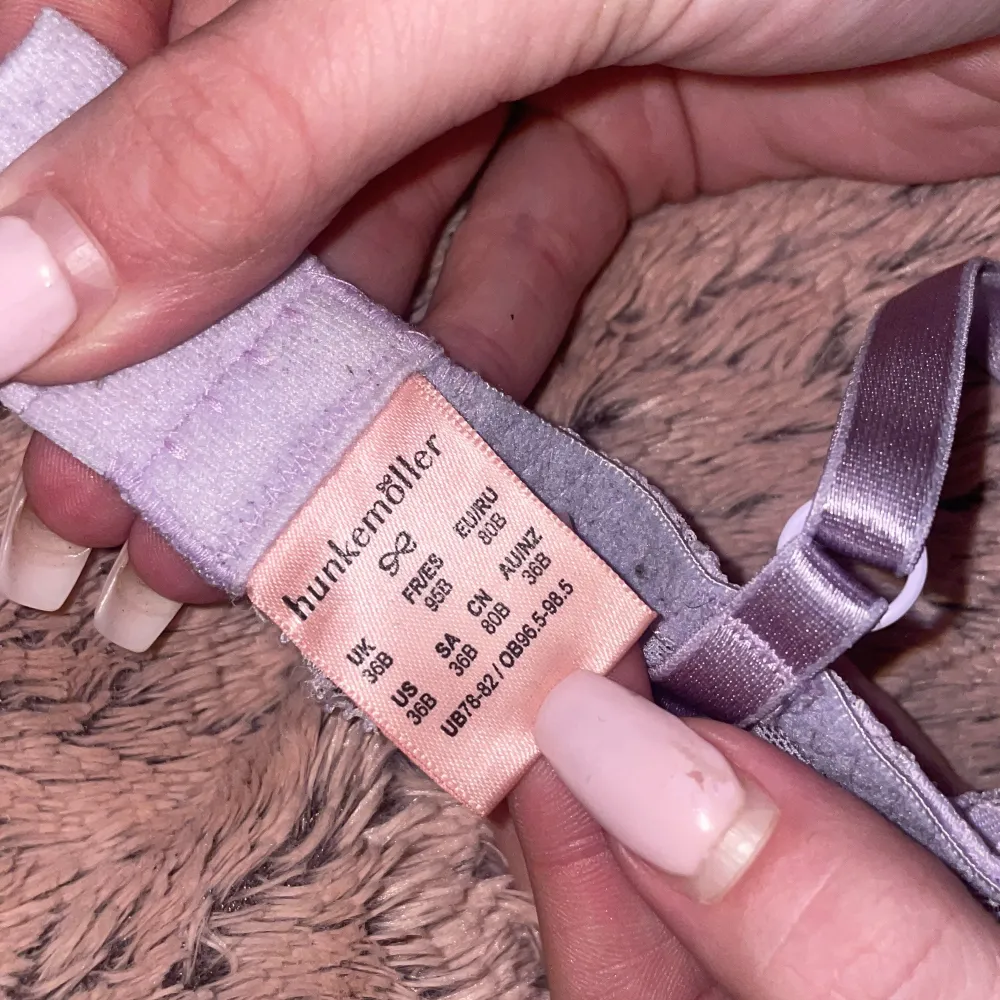 hunkemöller
UK FR/ES EU/RU
36B 95B 80B
US SA CN AU/NZ
36B 36B 80B 36B
UB78-82 / OB96.5-98.5